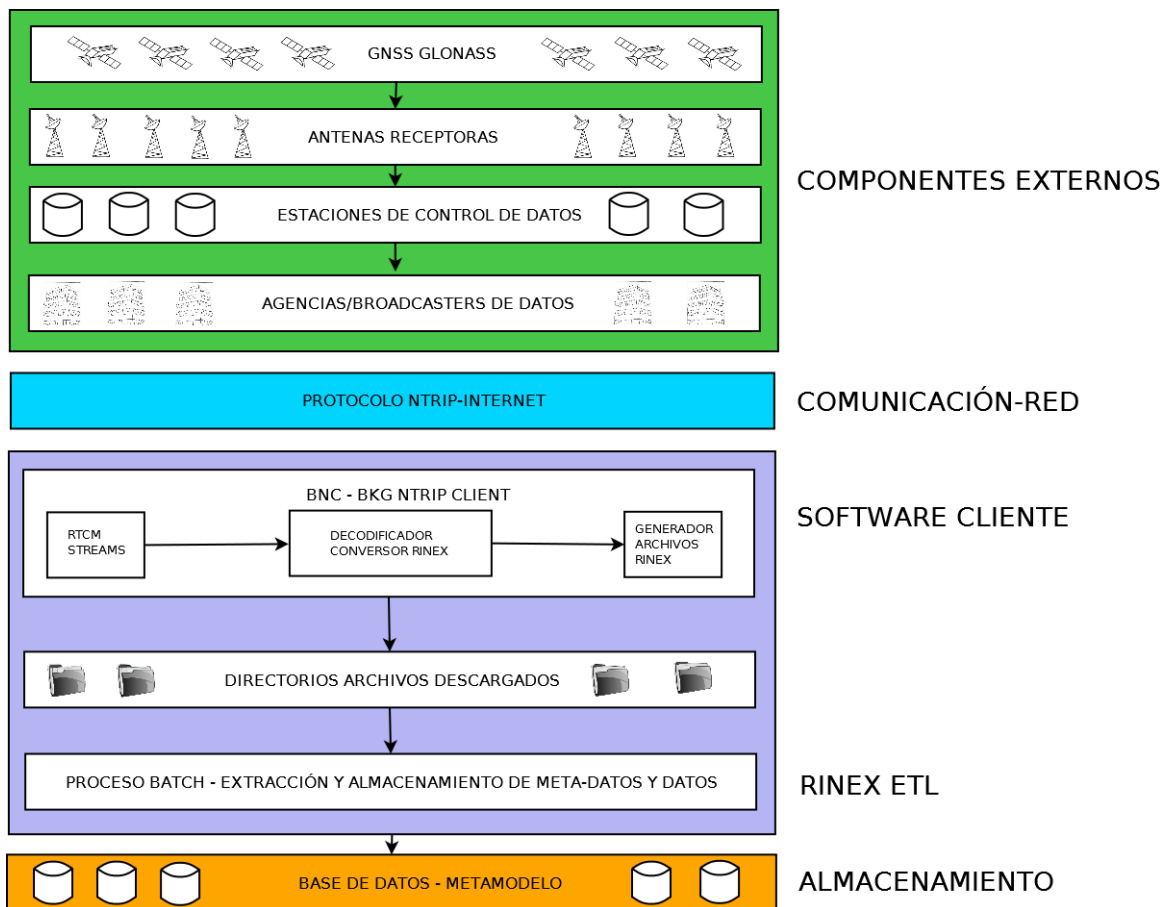 GNSS GLONASS
ANTENAS RECEPTORAS
ESTACIONES DE CONTROL DE DATOS
AGENCIAS/BROADCASTERS DE DATOS
COMPONENTES EXTERNOS
PROTOCOLO NTRIP-INTERNET
COMUNICACIÓN-RED
BNC - BKG NTRIP CLIENT
RTCM
STREAMS
DECODIFICADOR
CONVERSOR RINEX
GENERADOR
ARCHIVOS
RINEX
SOFTWARE CLIENTE
DIRECTORIOS ARCHIVOS DESCARGADOS
PROCESO BATCH - EXTRACCIÓN Y ALMACENAMIENTO DE META-DATOS Y DATOS
RINEX ETL
BASE DE DATOS - METAMODELO
ALMACENAMIENTO